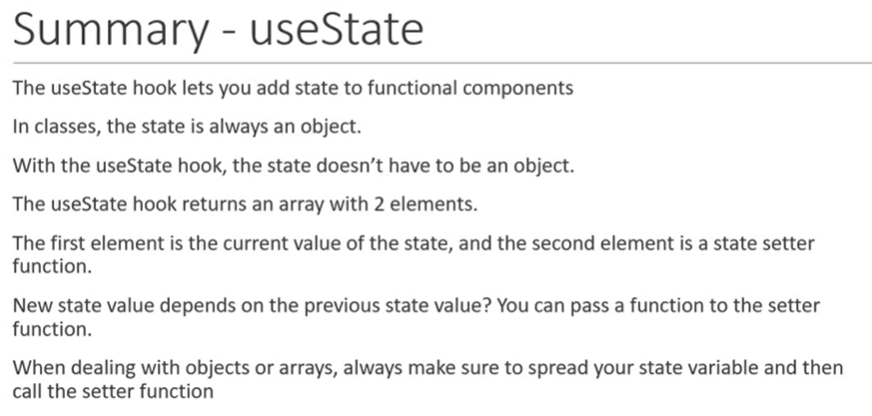 Summary - useState
The useState hook lets you add state to functional components
In classes, the state is always an object.
With the useState hook, the state doesn’t have to be an object.
The useState hook returns an array with 2 elements.
The first element is the current value of the state, and the second element is a state setter
function.
New state value depends on the previous state value? You can pass a function to the setter
function.
When dealing with objects or arrays, always make sure to spread your state variable and then
call the setter function